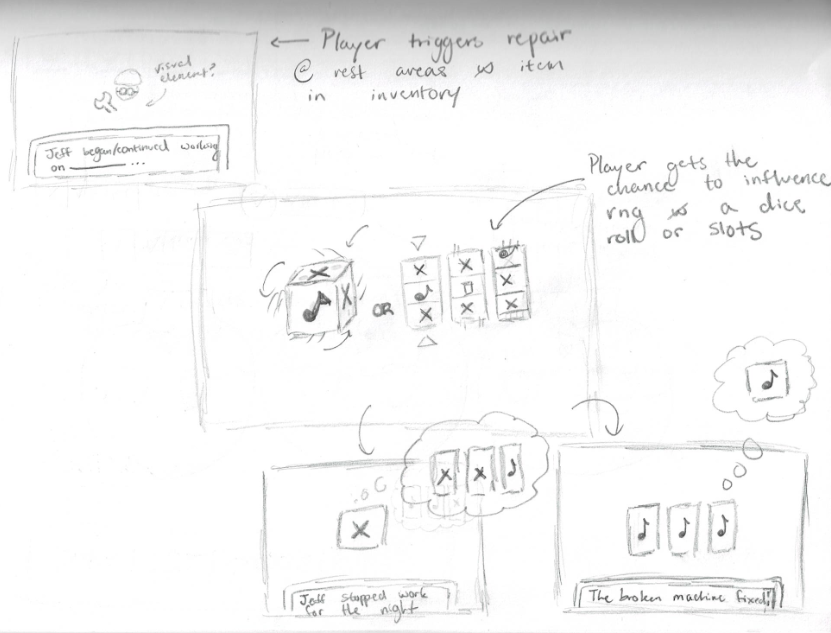 ← Player triggers repair
@ rest areas w item
in inventory
visual
element?
Jeff began/continued working
on ______ ...
Player gets the
chance to influence
rng w a dice
roll or slots
OR
Jeff stopped work
for the night
The broken machine fixed!